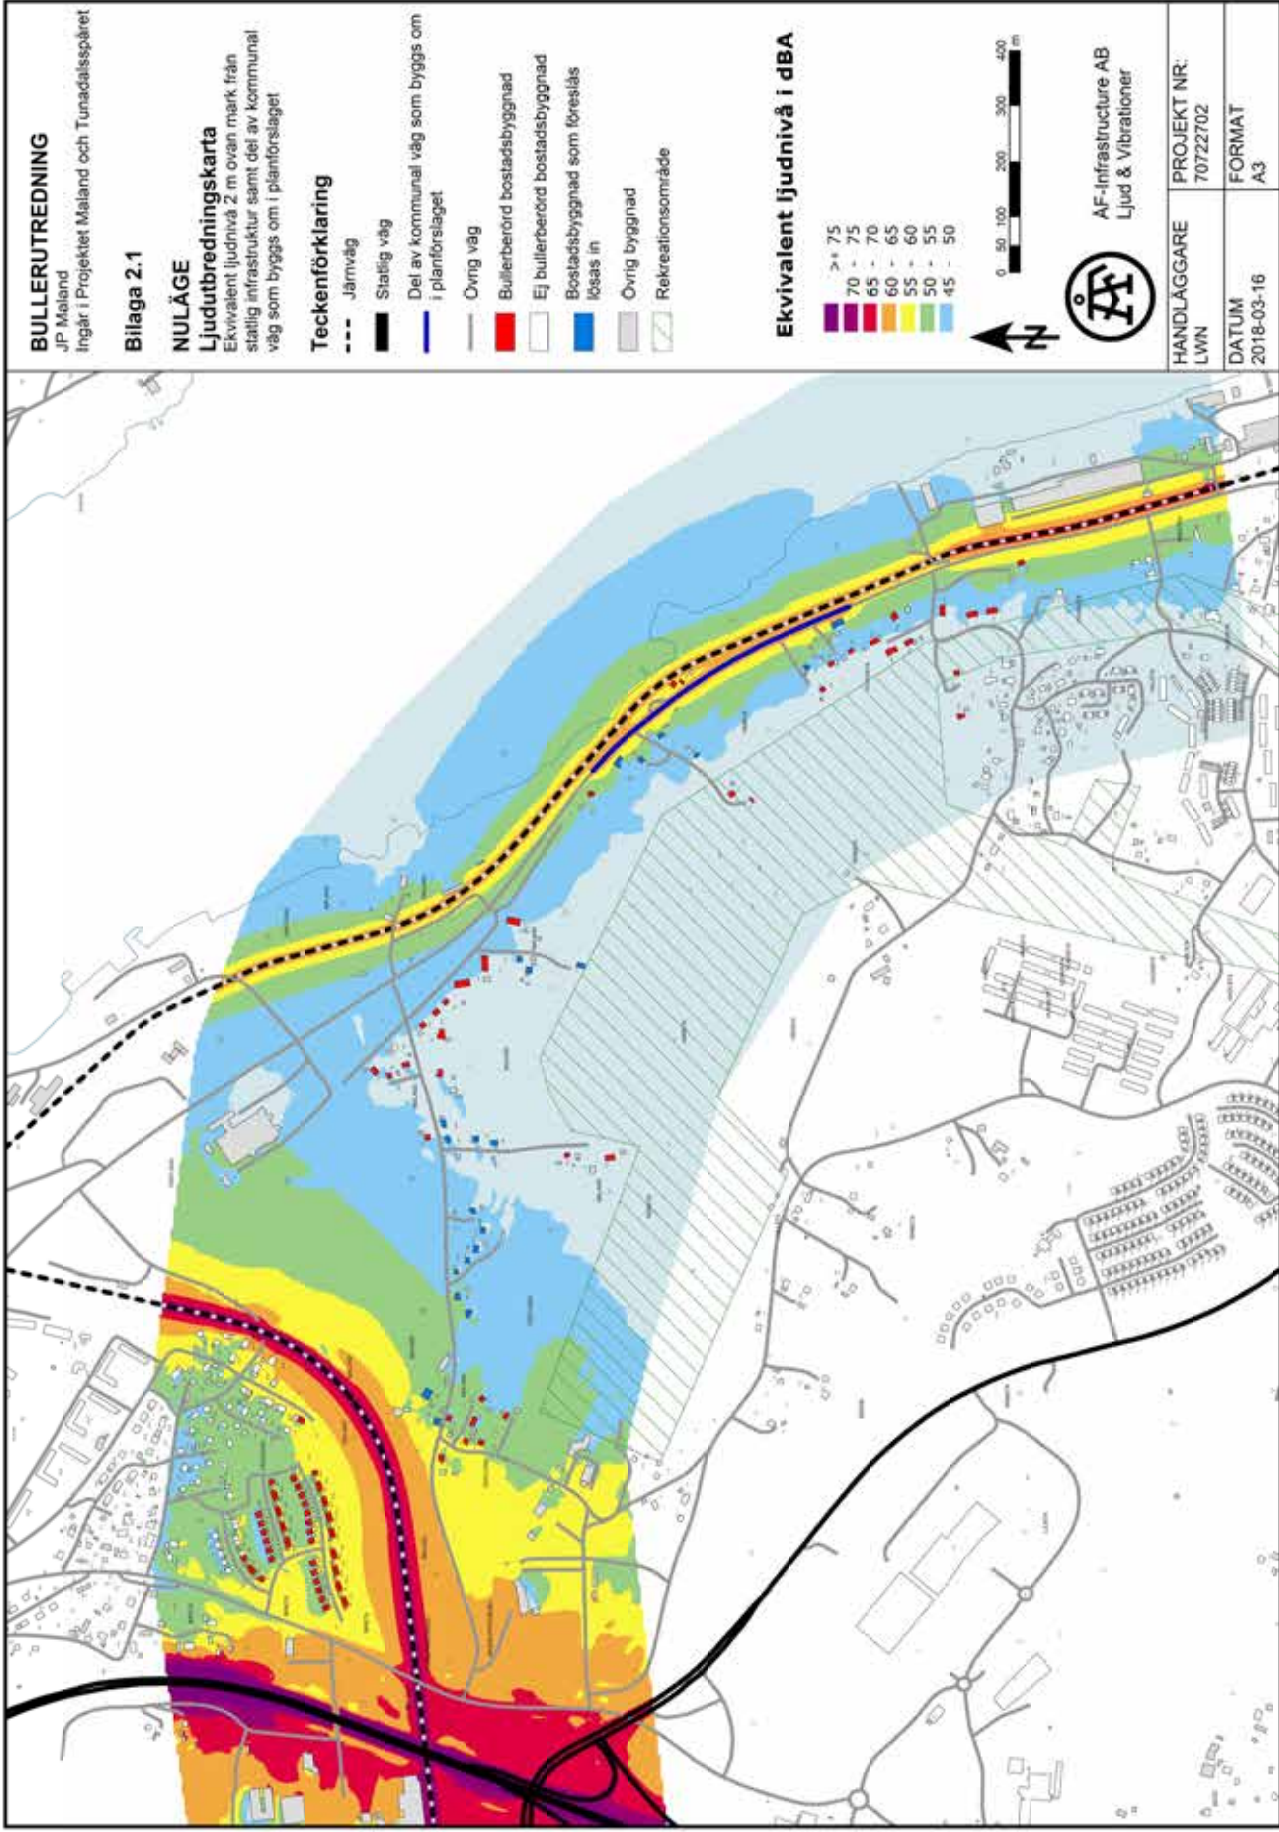 BULLERUTREDNING
JP Maland
Ingår i Projektet Maland och Tunadalsspåret
Bilaga 2.1
NULÄGE
Ljudutbredningskarta
Ekvivalent ljudnivå 2 m ovan mark från
statlig infrastruktur samt del av kommunal
väg som byggs om i planförslaget
Teckenförklaring
Järnväg
Statlig väg
Del av kommunal väg som byggs om
i planförslaget
Övrig väg
Bullerberörd bostadsbyggnad
Ej bullerberörd bostadsbyggnad
Bostadsbyggnad som föreslås
lösas in
Övrig byggnad
Rekreationsområde
Ekvivalent ljudnivå i dBA
>= 75
70 - 75
65 - 70
60 - 65
55 - 60
50 - 55
45 - 50
0 50 100 200 300 400
m
N
ÅF
ÅF-Infrastructure AB
Ljud & Vibrationer
HANDLÄGGARE
LWN
PROJEKT NR:
70722702
DATUM
2018-03-16
FORMAT
A3